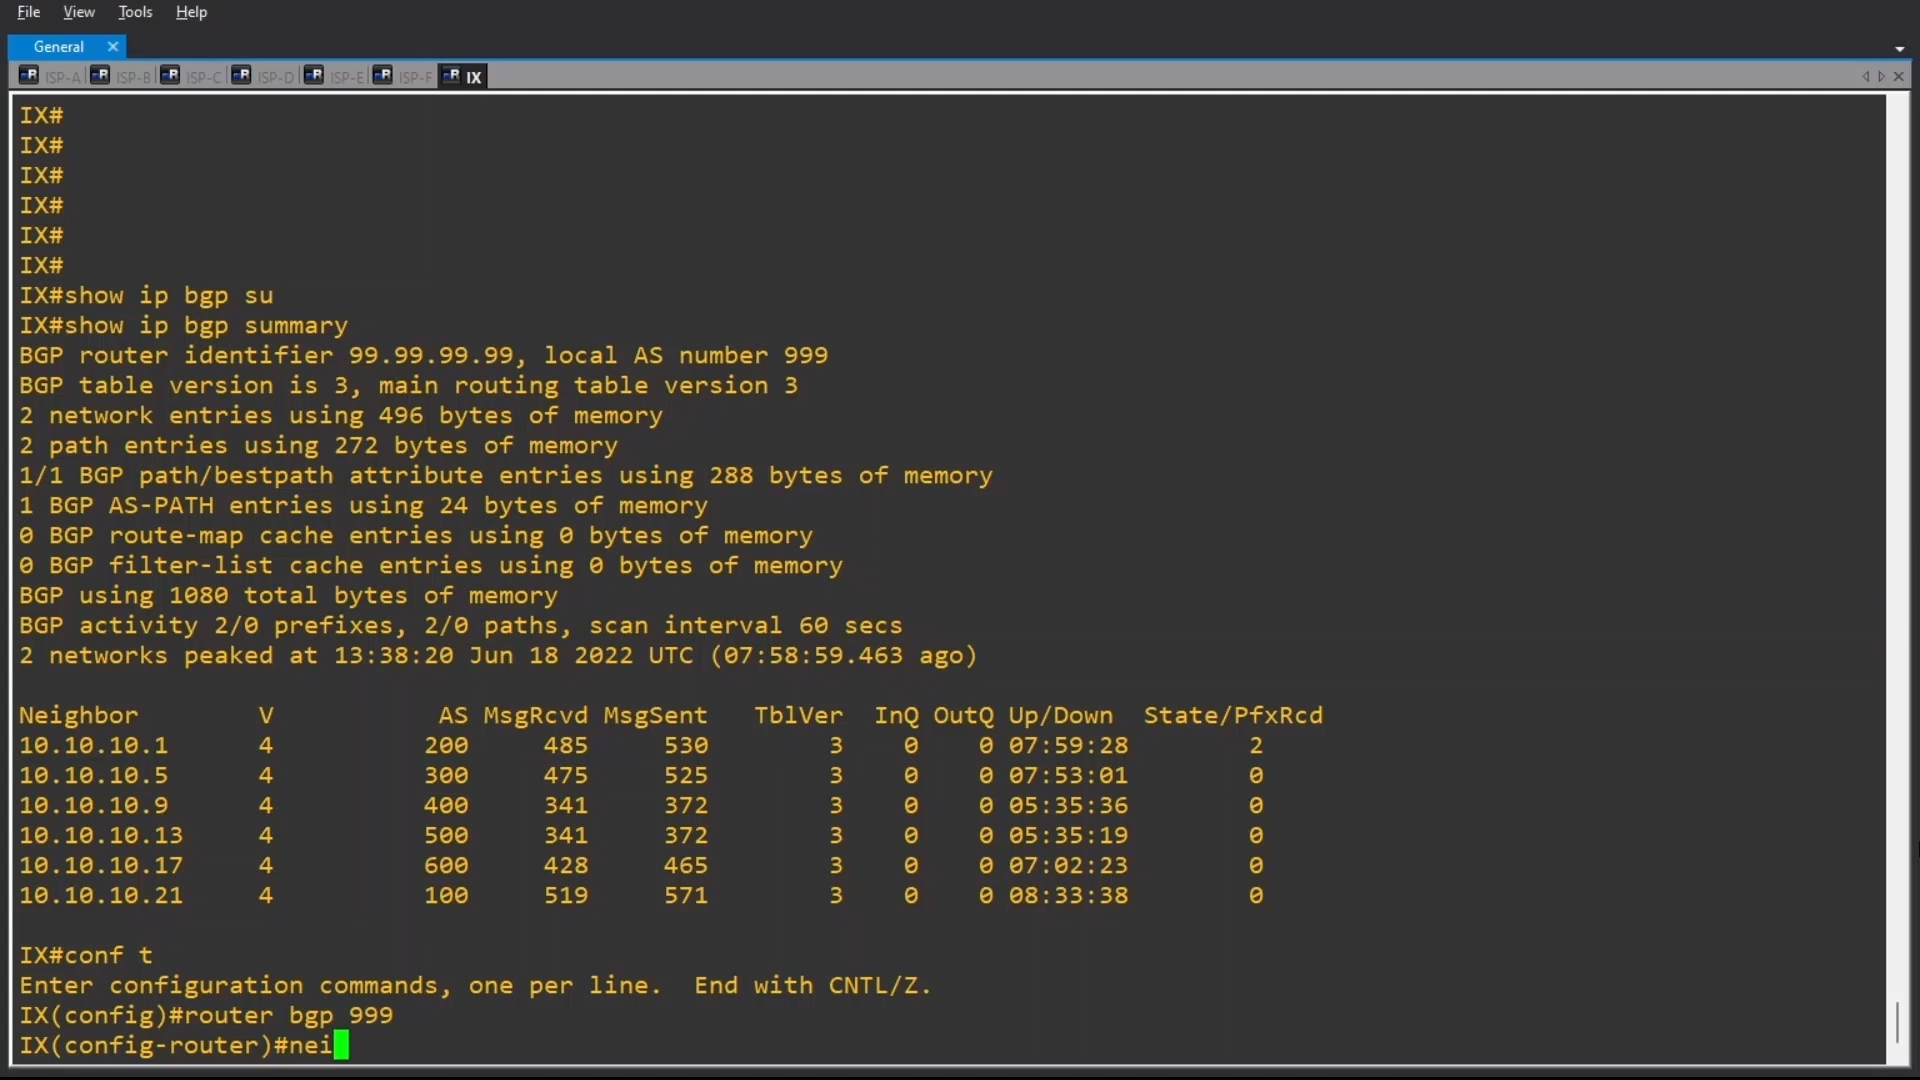 File View Tools Help
General
ISP-A ISP-B ISP-C ISP-D ISP-E ISP-F IX
IX#
IX#
IX#
IX#
IX#
IX#
IX#show ip bgp su
IX#show ip bgp summary
BGP router identifier 99.99.99.99, local AS number 999
BGP table version is 3, main routing table version 3
2 network entries using 496 bytes of memory
2 path entries using 272 bytes of memory
1/1 BGP path/bestpath attribute entries using 288 bytes of memory
1 BGP AS-PATH entries using 24 bytes of memory
0 BGP route-map cache entries using 0 bytes of memory
0 BGP filter-list cache entries using 0 bytes of memory
BGP using 1080 total bytes of memory
BGP activity 2/0 prefixes, 2/0 paths, scan interval 60 secs
2 networks peaked at 13:38:20 Jun 18 2022 UTC (07:58:59.463 ago)
Neighbor V AS MsgRcvd MsgSent TblVer InQ OutQ Up/Down State/PfxRcd
10.10.10.1 4 200 485 530 3 0 0 07:59:28 2
10.10.10.5 4 300 475 525 3 0 0 07:53:01 0
10.10.10.9 4 400 341 372 3 0 0 05:35:36 0
10.10.10.13 4 500 341 372 3 0 0 05:35:19 0
10.10.10.17 4 600 428 465 3 0 0 07:02:23 0
10.10.10.21 4 100 519 571 3 0 0 08:33:38 0
IX#conf t
Enter configuration commands, one per line. End with CNTL/Z.
IX(config)#router bgp 999
IX(config-router)#nei